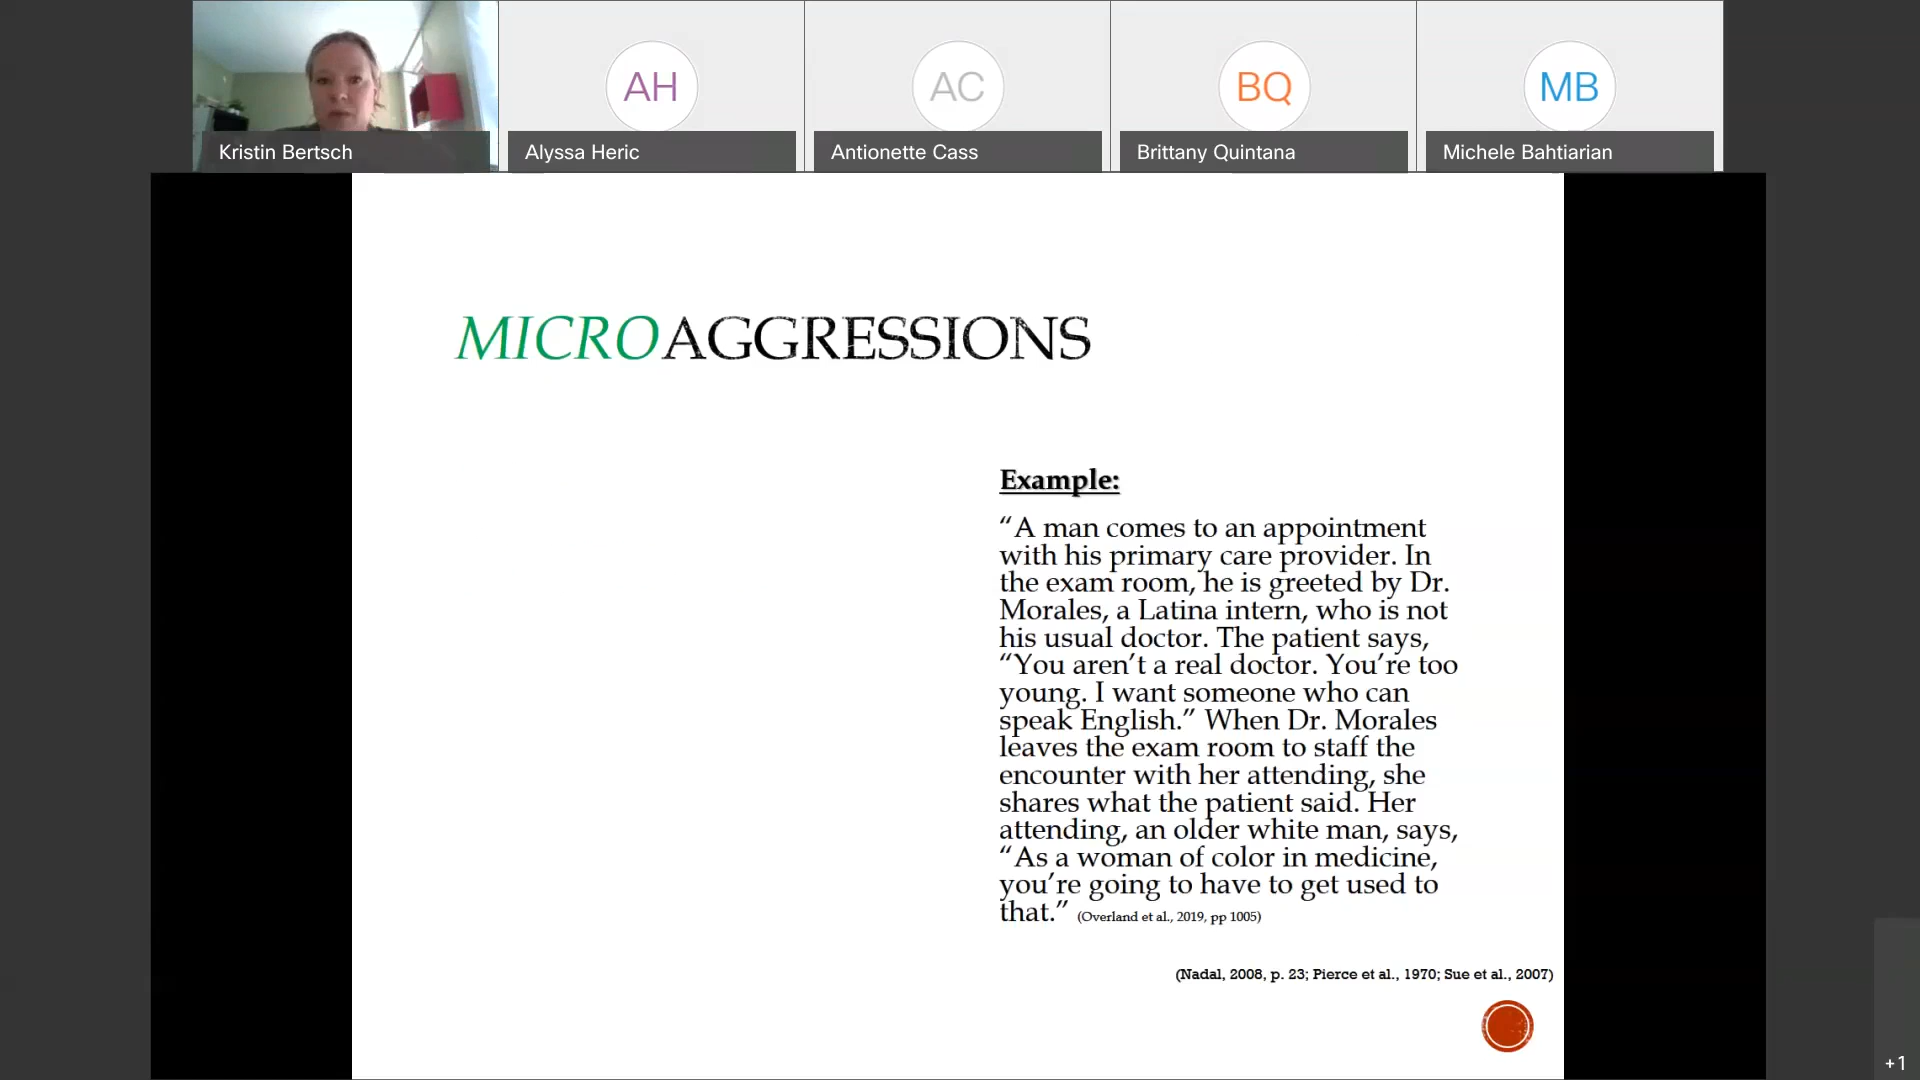 AH
AC
BQ
MB
Kristin Bertsch
Alyssa Heric
Antionette Cass
Brittany Quintana
Michele Bahtiarian
MICROAGGRESSIONS
Example:
“A man comes to an appointment
with his primary care provider. In
the exam room, he is greeted by Dr.
Morales, a Latina intern, who is not
his usual doctor. The patient says,
“You aren’t a real doctor. You’re too
young. I want someone who can
speak English.” When Dr. Morales
leaves the exam room to staff the
encounter with her attending, she
shares what the patient said. Her
attending, an older white man, says,
“As a woman of color in medicine,
you’re going to have to get used to
that.” (Overland et al., 2019, pp 1005)
(Nadal, 2008, p. 23; Pierce et al., 1970; Sue et al., 2007)
+1